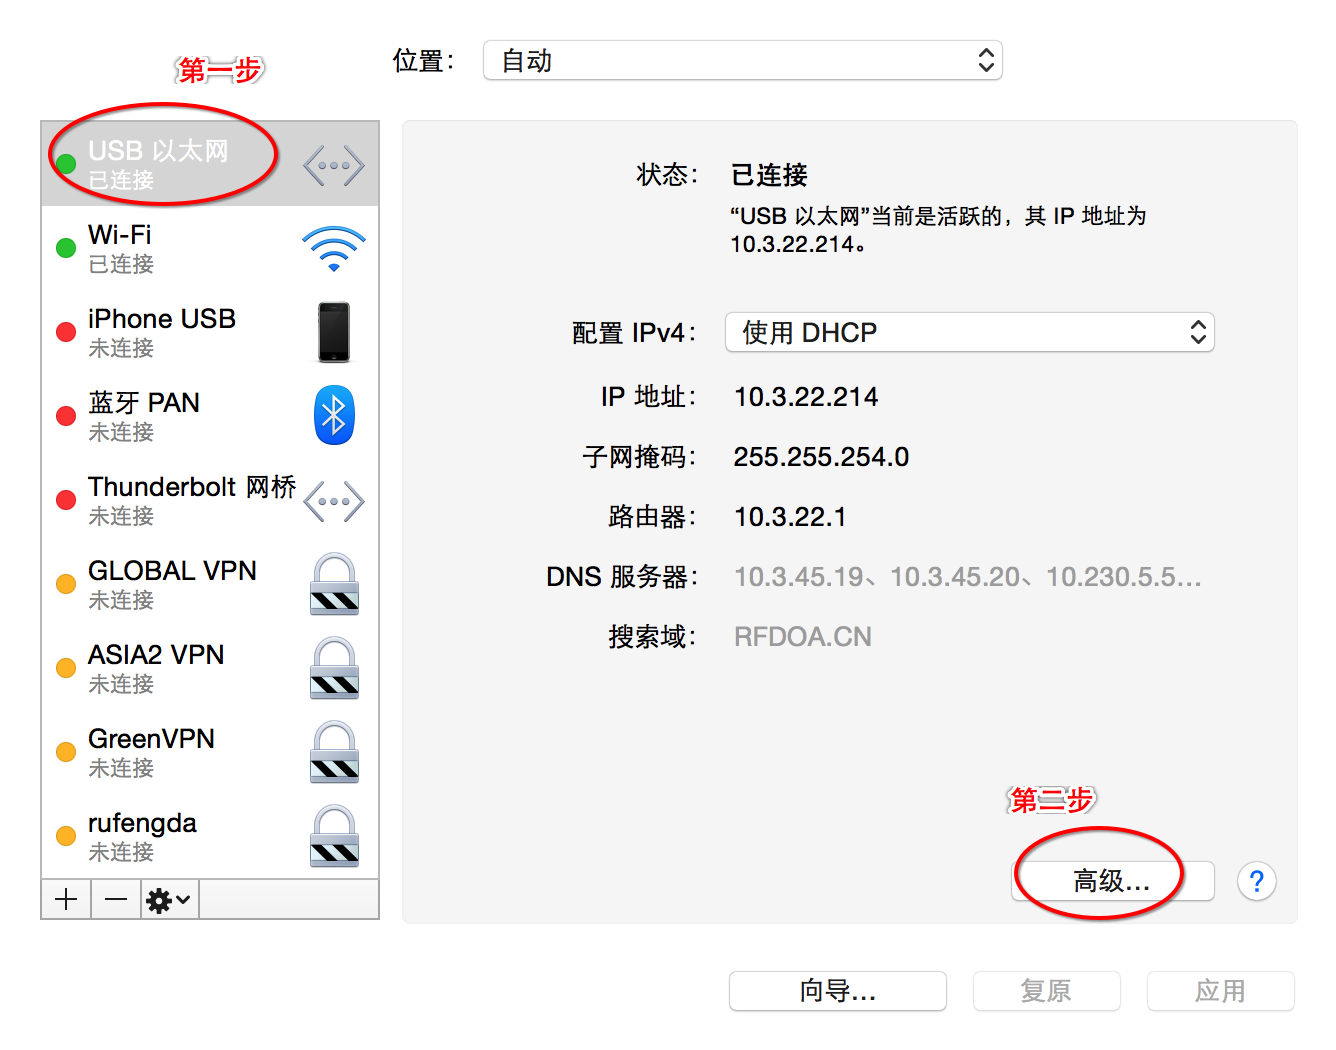 第一步
位置： 自动
USB 以太网
已连接
Wi-Fi
已连接
iPhone USB
未连接
蓝牙 PAN
未连接
Thunderbolt 网桥
未连接
GLOBAL VPN
未连接
ASIA2 VPN
未连接
GreenVPN
未连接
rufengda
未连接
状态： 已连接
“USB 以太网”当前是活跃的，其 IP 地址为
10.3.22.214。
配置 IPv4： 使用 DHCP
IP 地址： 10.3.22.214
子网掩码： 255.255.254.0
路由器： 10.3.22.1
DNS 服务器： 10.3.45.19、10.3.45.20、10.230.5.5…
搜索域： RFDOA.CN
第二步
高级… ?
向导… 复原 应用